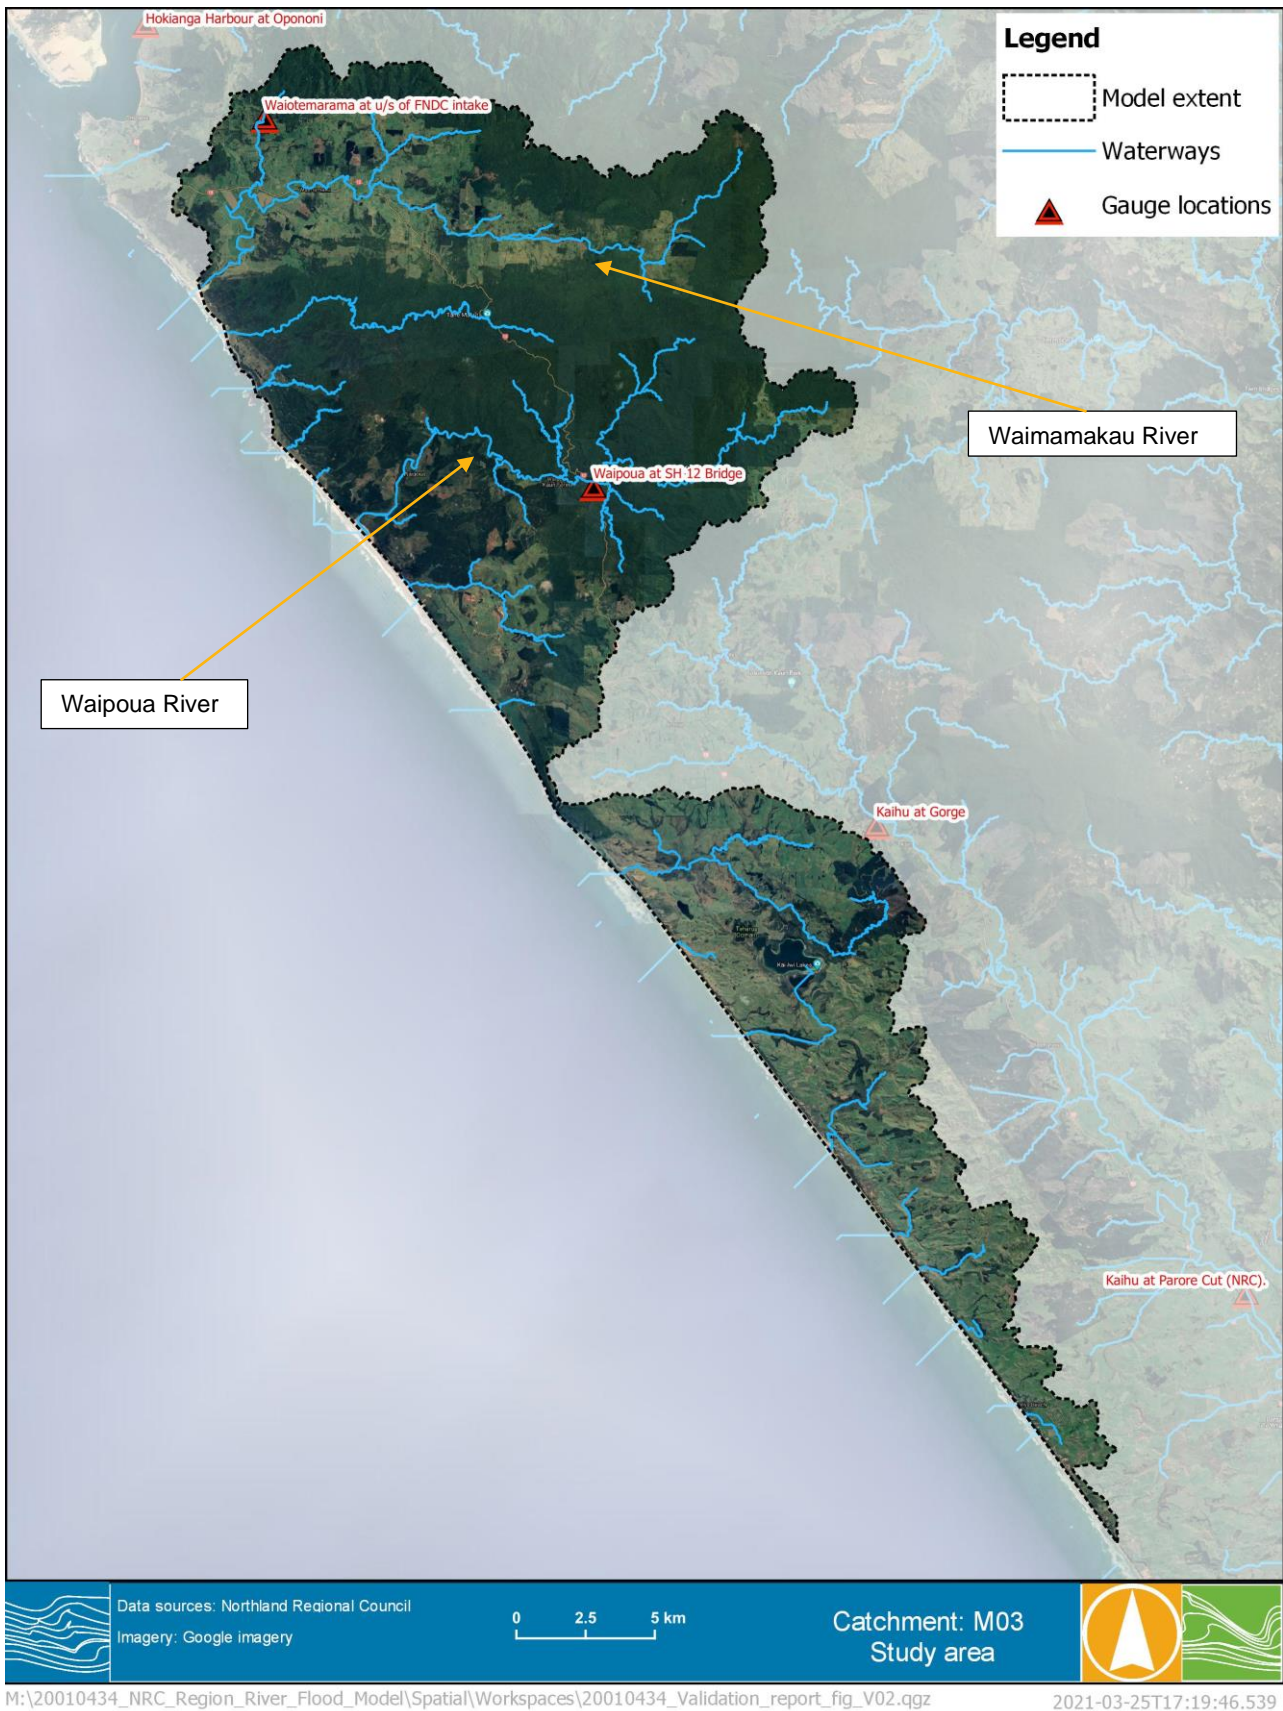 Hokianga Harbour at Opononi
Legend
Model extent
Waterways
Gauge locations
Waiotemarama at u/s of FNDC intake
Waimamakau River
Waipoua at SH 12 Bridge
Waipoua River
Kaihu at Gorge
Kai Iwi Lakes
Kaihu at Parore Cut (NRC).
Data sources: Northland Regional Council
Imagery: Google imagery
0 2.5 5 km
Catchment: M03
Study area
M:\20010434_NRC_Region_River_Flood_Model\Spatial\Workspaces\20010434_Validation_report_fig_V02.qgz
2021-03-25T17:19:46.539